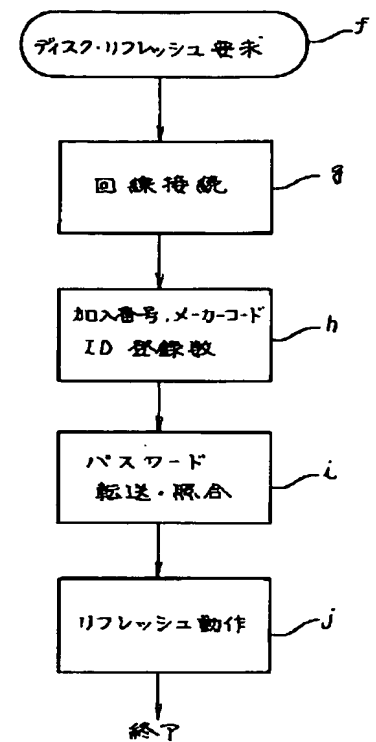 ディスク・リフレッシュ要求
f
回線接続
g
加入番号、メーカーコード
ID 登録数
h
パスワード
転送・照合
i
リフレッシュ動作
j
終了